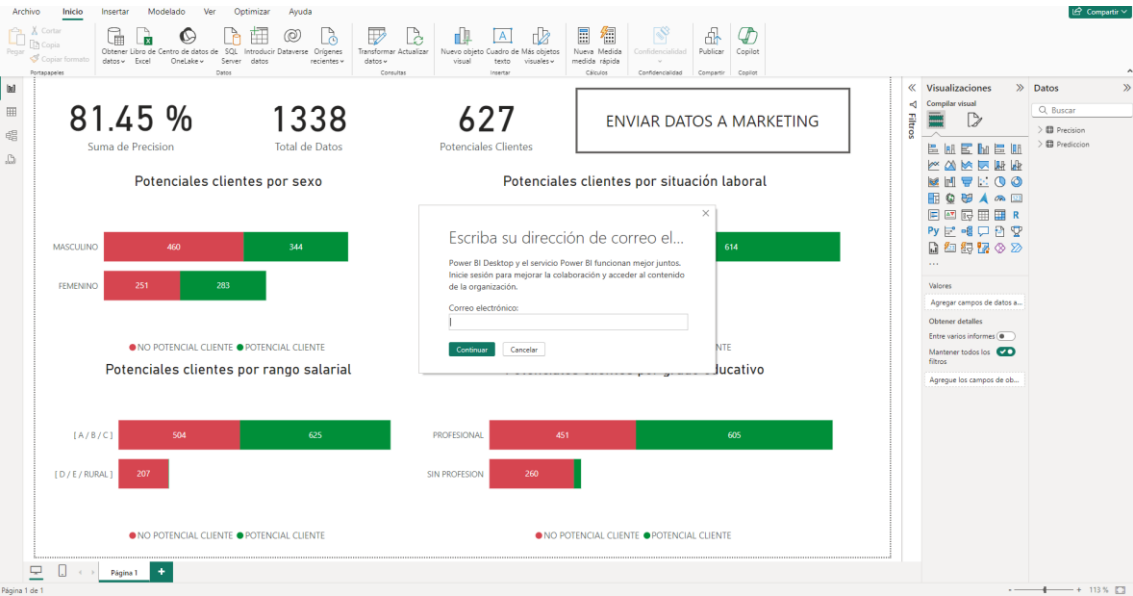 Archivo Inicio Insertar Modelado Ver Optimizar Ayuda
Compartir
Pegar
Cortar
Copia
Copiar formato
Portapapeles
Obtener datos
Libro de Excel
Centro de datos de OneLake
SQL Server
Introducir datos
Dataverse
Orígenes recientes
Datos
Transformar datos
Actualizar
Consultas
Nuevo objeto visual
Cuadro de texto
Más objetos visuales
Insertar
Nueva medida
Medida rápida
Cálculos
Confidencialidad
Confidencialidad
Publicar
Compartir
Copilot
Copilot
81.45 %
Suma de Precision
1338
Total de Datos
627
Potenciales Clientes
ENVIAR DATOS A MARKETING
Potenciales clientes por sexo
MASCULINO 460 344
FEMENINO 251 283
NO POTENCIAL CLIENTE POTENCIAL CLIENTE
Potenciales clientes por situación laboral
614
Escriba su dirección de correo el...
Power BI Desktop y el servicio Power BI funcionan mejor juntos.
Inicie sesión para mejorar la colaboración y acceder al contenido
de la organización.
Correo electrónico:
Continuar Cancelar
NTE
Potenciales clientes por rango salarial
[ A / B / C ] 504 625
[ D / E / RURAL ] 207
NO POTENCIAL CLIENTE POTENCIAL CLIENTE
Potenciales clientes por grado educativo
PROFESIONAL 451 605
SIN PROFESION 260
NO POTENCIAL CLIENTE POTENCIAL CLIENTE
Filtros
Visualizaciones
Compilar visual
R
Py
Valores
Agregar campos de datos a...
Obtener detalles
Entre varios informes
Mantener todos los
filtros
Agregue los campos de ob...
Datos
Buscar
Precision
Prediccion
Página 1
Página 1 de 1
113 %